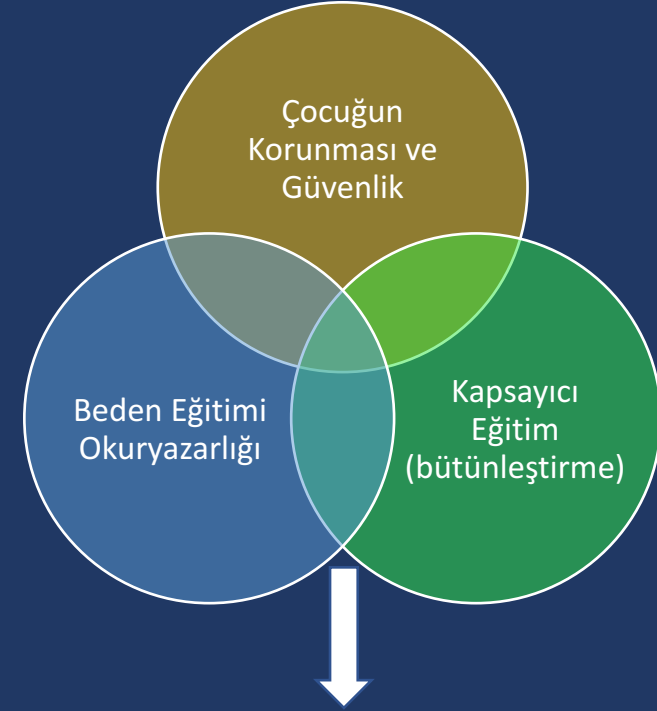 Çocuğun
Korunması ve
Güvenlik
Beden Eğitimi
Okuryazarlığı
Kapsayıcı
Eğitim
(bütünleştirme)